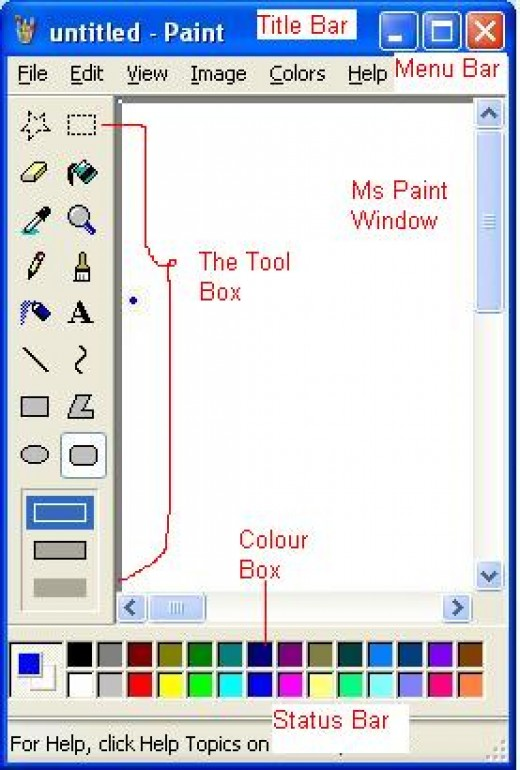 untitled - Paint Title Bar
File Edit View Image Colors Help Menu Bar
Ms Paint
Window
The Tool
Box
A
Colour
Box
Status Bar
For Help, click Help Topics on